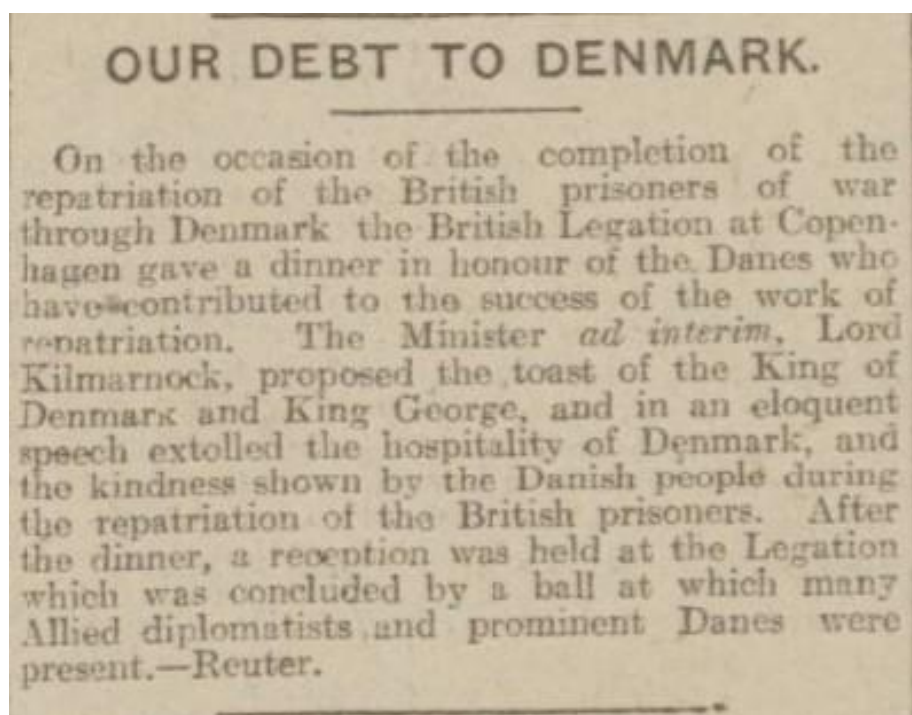 OUR DEBT TO DENMARK.
On the occasion of the completion of the
repatriation of the British prisoners of war
through Denmark the British Legation at Copen-
hagen gave a dinner in honour of the Danes who
have contributed to the success of the work of
repatriation. The Minister ad interim, Lord
Kilmarnock, proposed the toast of the King of
Denmark and King George, and in an eloquent
speech extolled the hospitality of Denmark, and
the kindness shown by the Danish people during
the repatriation of the British prisoners. After
the dinner, a reception was held at the Legation
which was concluded by a ball at which many
Allied diplomatists and prominent Danes were
present.—Reuter.